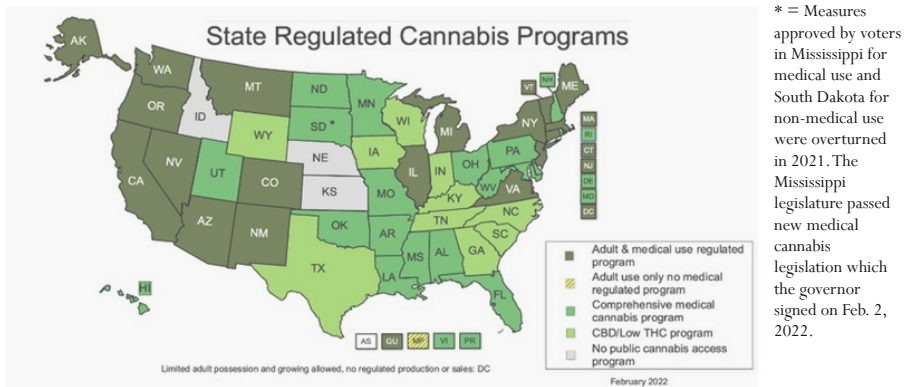 State Regulated Cannabis Programs
AK
WA
MT
ND
MN
OR
ID
WY
SD *
WI
MI
NY
VT
NH
ME
MA
RI
CT
NJ
DE
MD
DC
NV
UT
CO
NE
IA
IL
IN
OH
PA
CA
KS
MO
KY
WV
VA
AZ
NM
OK
AR
TN
NC
SC
TX
LA
MS
AL
GA
FL
HI
AS
GU
MP
VI
PR
Adult & medical use regulated
program
Adult use only no medical
regulated program
Comprehensive medical
cannabis program
CBD/Low THC program
No public cannabis access
program
Limited adult possession and growing allowed, no regulated production or sales: DC
February 2022
* = Measures
approved by voters
in Mississippi for
medical use and
South Dakota for
non-medical use
were overturned
in 2021. The
Mississippi
legislature passed
new medical
cannabis
legislation which
the governor
signed on Feb. 2,
2022.